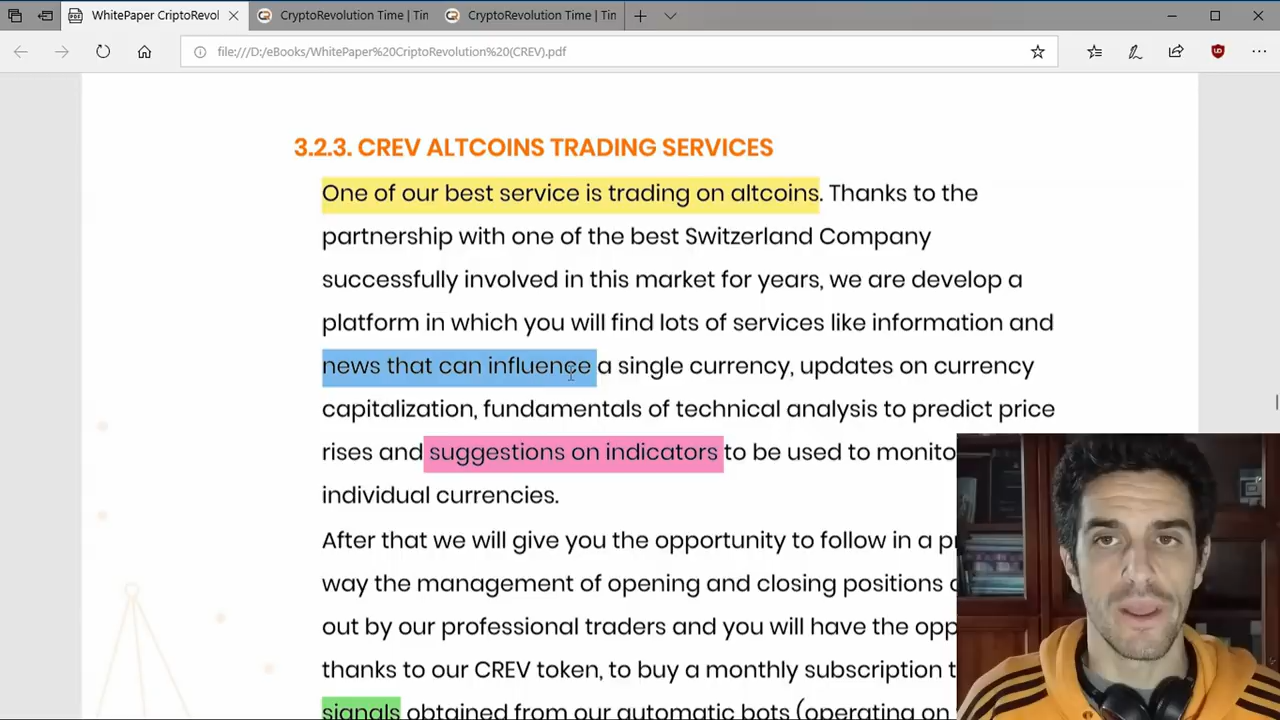 WhitePaper CriptoRevol
CryptoRevolution Time | Tin
CryptoRevolution Time | Tin
file:///D:/eBooks/WhitePaper%20CriptoRevolution%20(CREV).pdf
3.2.3. CREV ALTCOINS TRADING SERVICES
One of our best service is trading on altcoins. Thanks to the
partnership with one of the best Switzerland Company
successfully involved in this market for years, we are develop a
platform in which you will find lots of services like information and
news that can influence a single currency, updates on currency
capitalization, fundamentals of technical analysis to predict price
rises and suggestions on indicators to be used to monito
individual currencies.
After that we will give you the opportunity to follow in a p
way the management of opening and closing positions
out by our professional traders and you will have the opp
thanks to our CREV token, to buy a monthly subscription t
signals obtained from our automatic bots (operating on